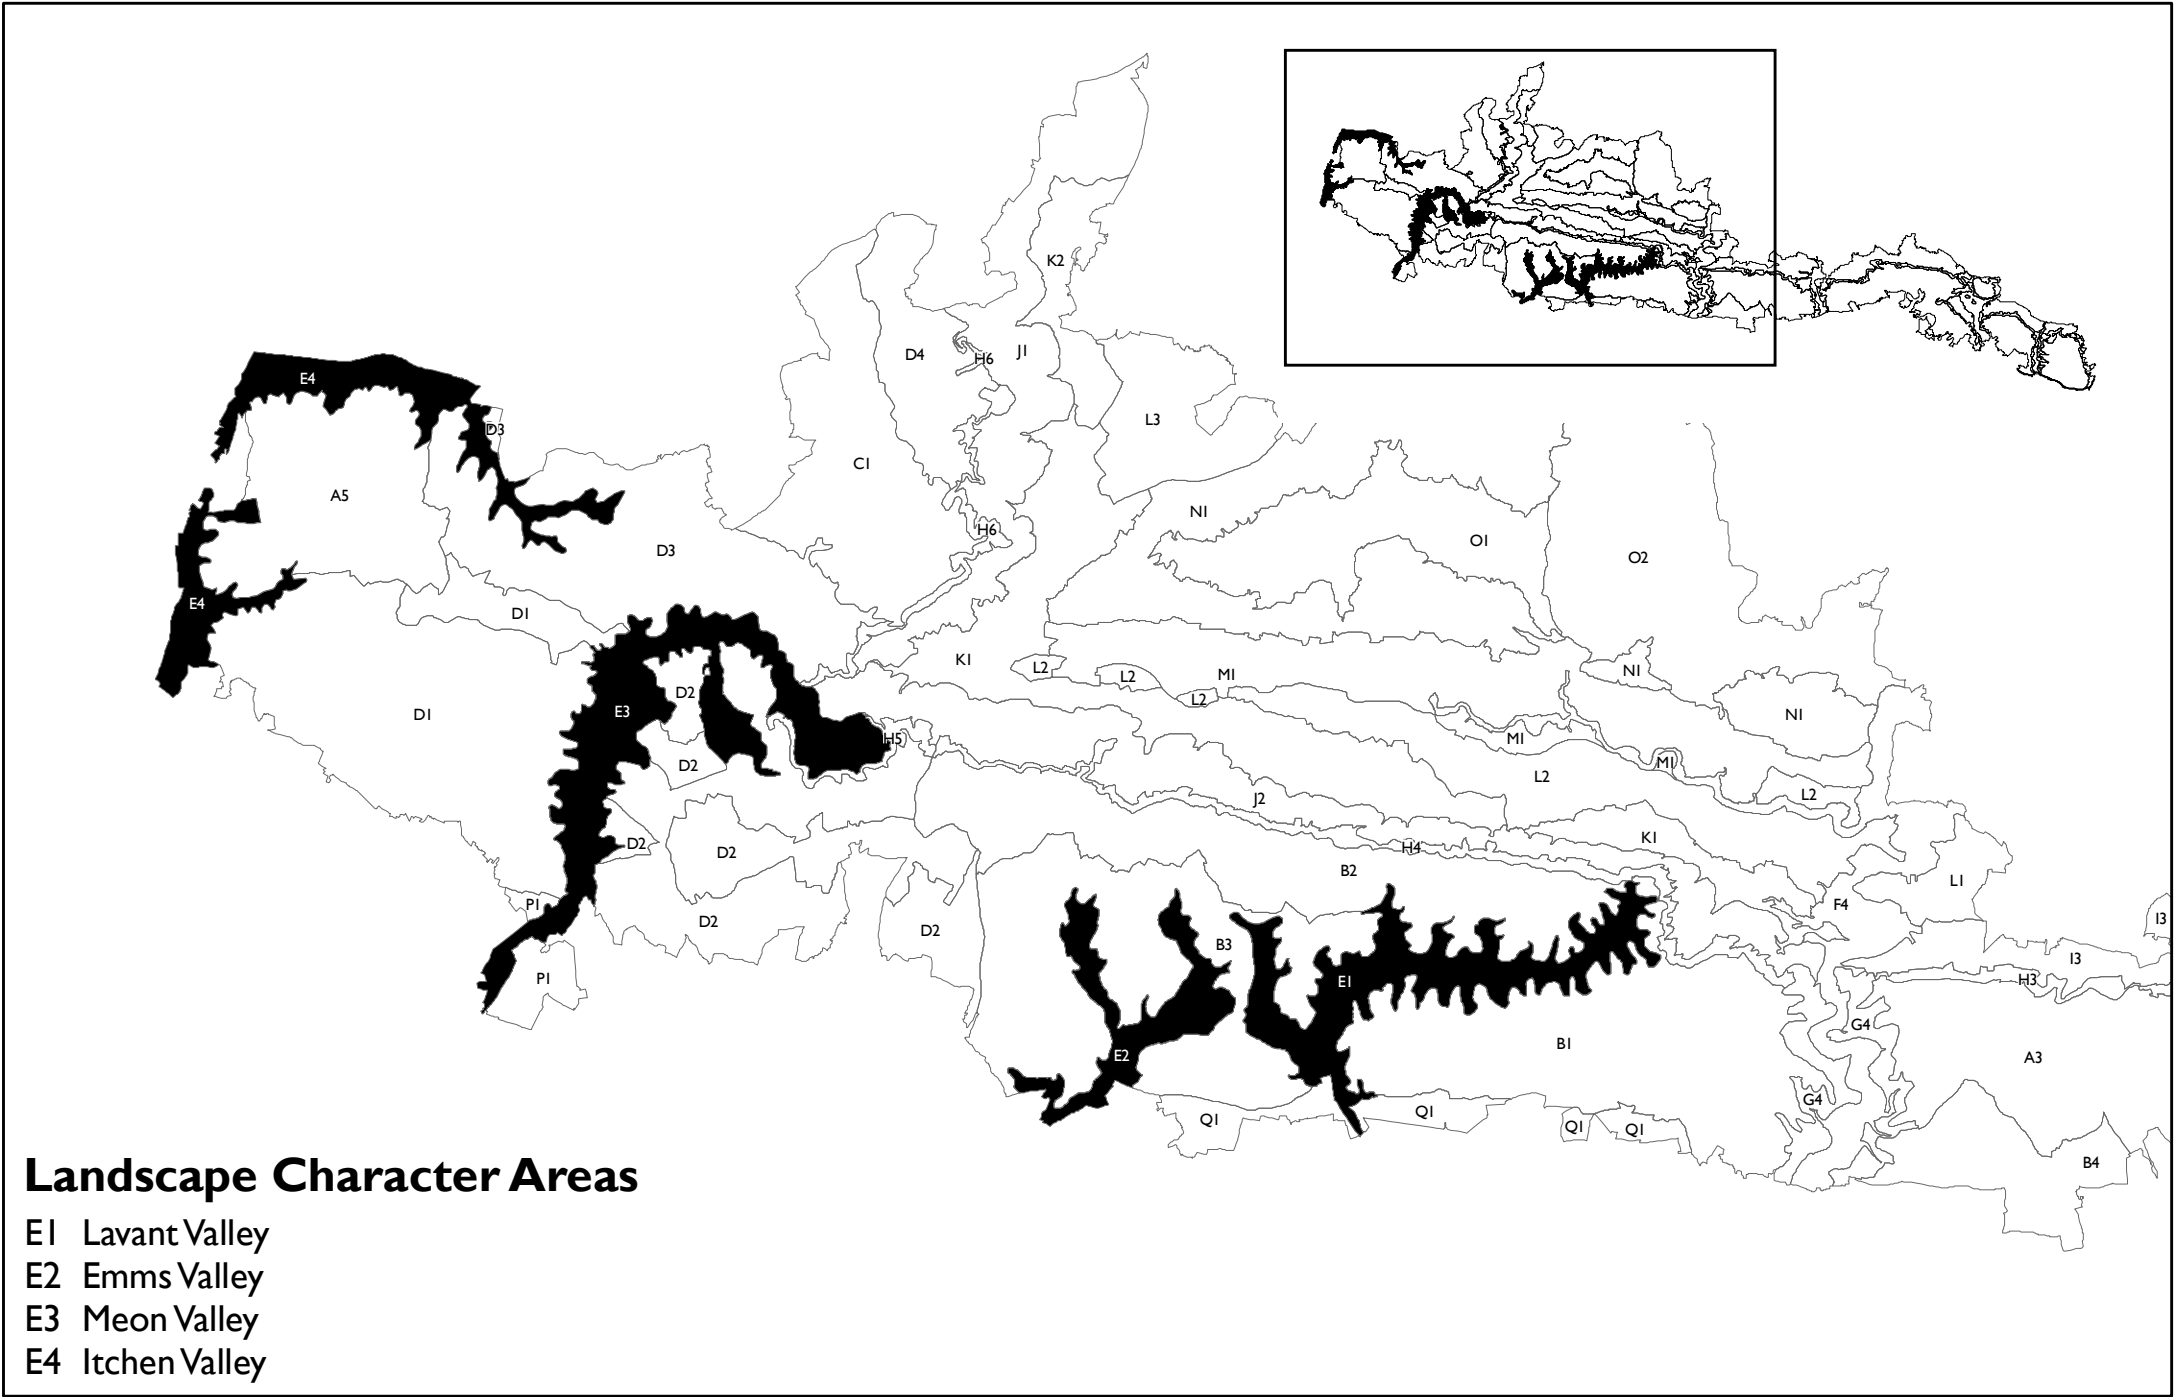 K2
D4
H6
J1
E4
L3
D3
C1
A5
N1
H6
O1
D3
O2
E4
D1
K1
L2
L2
M1
N1
L2
D2
E3
D1
N1
H5
M1
D2
M1
L2
J2
L2
D2
K1
H4
D2
B2
L1
P1
F4
D2
D2
I3
B3
I3
P1
E1
H3
G4
E2
B1
A3
G4
Q1
Q1
Q1
Q1
B4
Landscape Character Areas
E1 Lavant Valley
E2 Emms Valley
E3 Meon Valley
E4 Itchen Valley